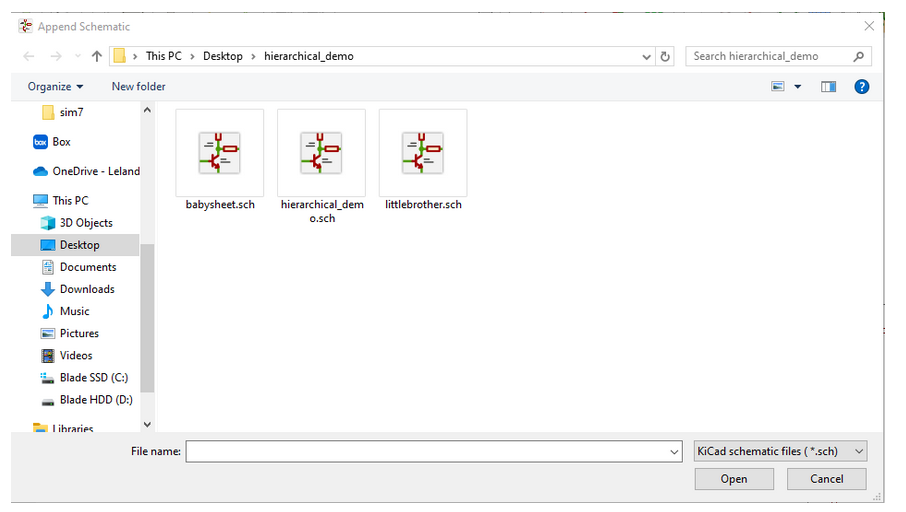 Append Schematic
This PC > Desktop > hierarchical_demo
Search hierarchical_demo
Organize
New folder
?
sim7
box
Box
OneDrive - Leland
This PC
3D Objects
Desktop
Documents
Downloads
Music
Pictures
Videos
Blade SSD (C:)
Blade HDD (D:)
Libraries
babysheet.sch
hierarchical_dem
o.sch
littlebrother.sch
File name:
KiCad schematic files ( *.sch)
Open
Cancel